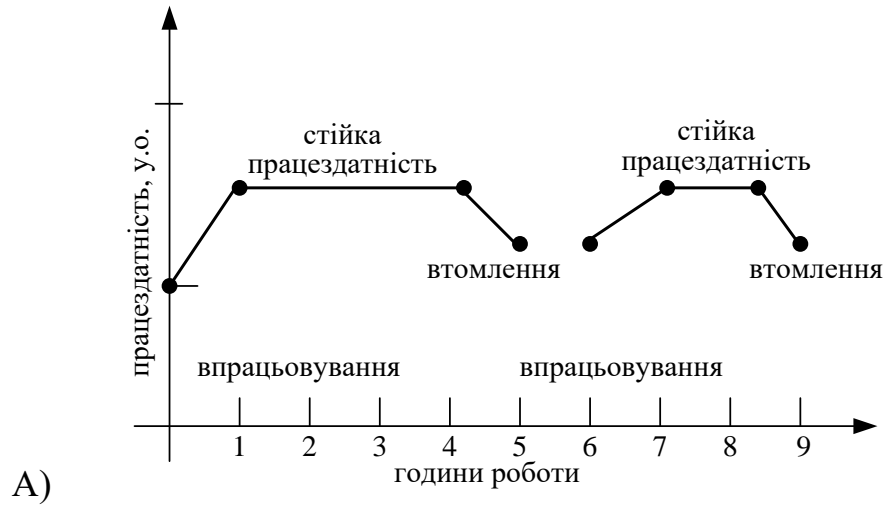 працездатність, у.о.
стійка
працездатність
стійка
працездатність
втомлення
втомлення
впрацьовування
впрацьовування
1 2 3 4 5 6 7 8 9
години роботи
А)